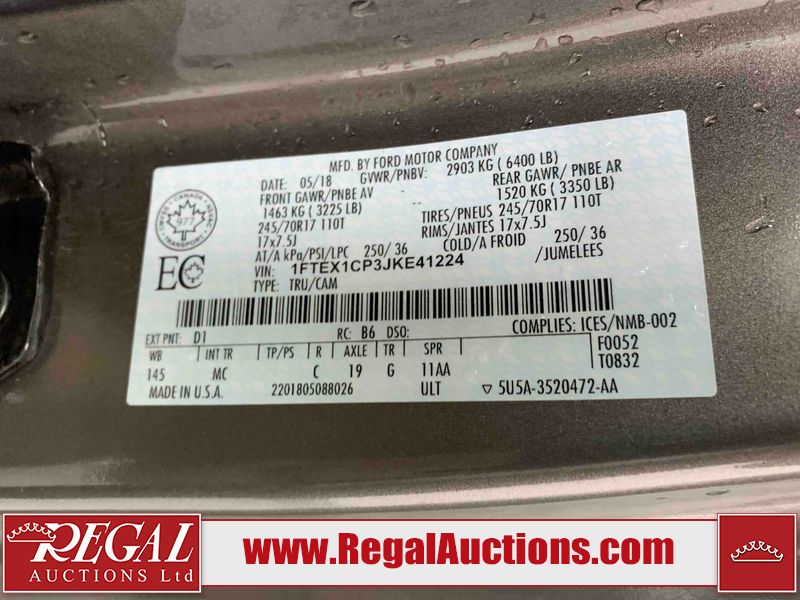 MFD. BY FORD MOTOR COMPANY
DATE: 05/18 GVWR/PNBV: 2903 KG ( 6400 LB)
FRONT GAWR/PNBE AV REAR GAWR/ PNBE AR
1463 KG ( 3225 LB) 1520 KG ( 3350 LB)
245/70R17 110T TIRES/PNEUS 245/70R17 110T
17x7.5J RIMS/JANTES 17x7.5J
AT/A kPa/PSI/LPC 250/ 36 COLD/A FROID 250/ 36
VIN: 1FTEX1CP3JKE41224 /JUMELEES
TYPE: TRU/CAM
CANADA
977
TRANSPORT
EC
EXT PNT: D1 RC: B6 DSO: COMPLIES: ICES/NMB-002
WB INT TR TP/PS R AXLE TR SPR F0052
145 MC C 19 G 11AA T0832
MADE IN U.S.A. 2201805088026 ULT ▽ 5U5A-3520472-AA
REGAL
AUCTIONS Ltd
www.RegalAuctions.com